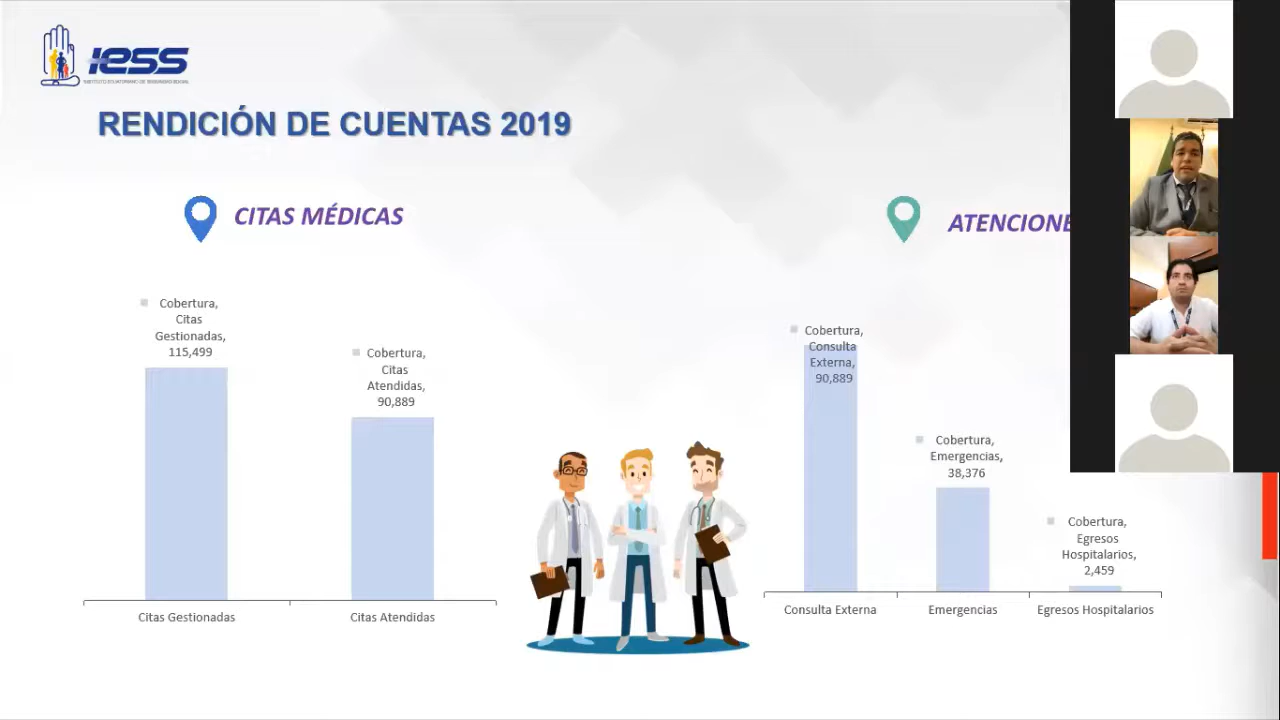 IESS
INSTITUTO ECUATORIANO DE SEGURIDAD SOCIAL
RENDICIÓN DE CUENTAS 2019
CITAS MÉDICAS
Cobertura,
Citas
Gestionadas,
115,499
Cobertura,
Citas
Atendidas,
90,889
Citas Gestionadas
Citas Atendidas
ATENCIONE
Cobertura,
Consulta
Externa,
90,889
Cobertura,
Emergencias,
38,376
Cobertura,
Egresos
Hospitalarios,
2,459
Consulta Externa
Emergencias
Egresos Hospitalarios